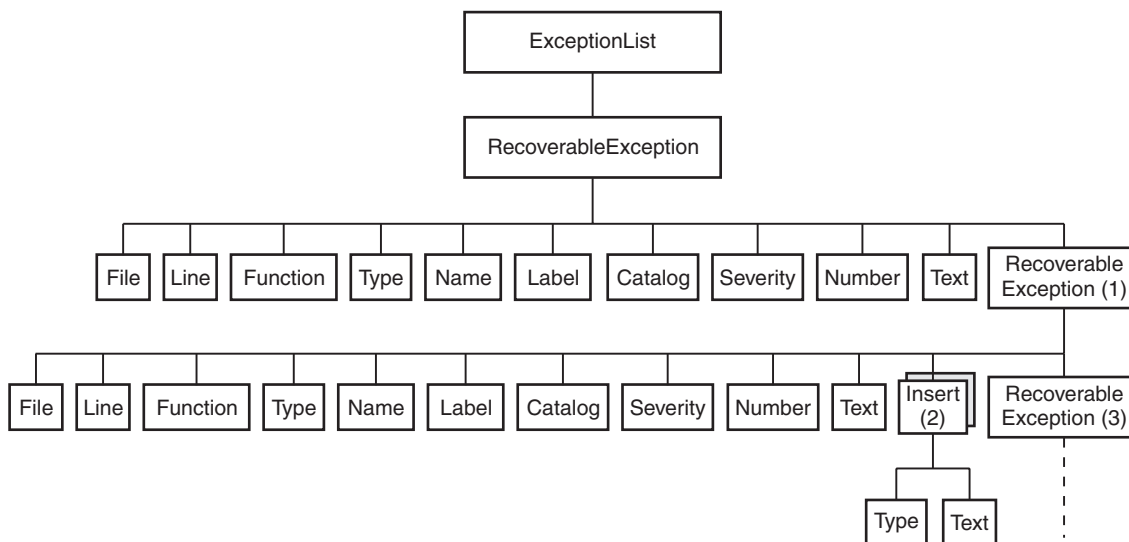 ExceptionList
RecoverableException
File
Line
Function
Type
Name
Label
Catalog
Severity
Number
Text
Recoverable
Exception (1)
File
Line
Function
Type
Name
Label
Catalog
Severity
Number
Text
Insert
(2)
Recoverable
Exception (3)
Type
Text